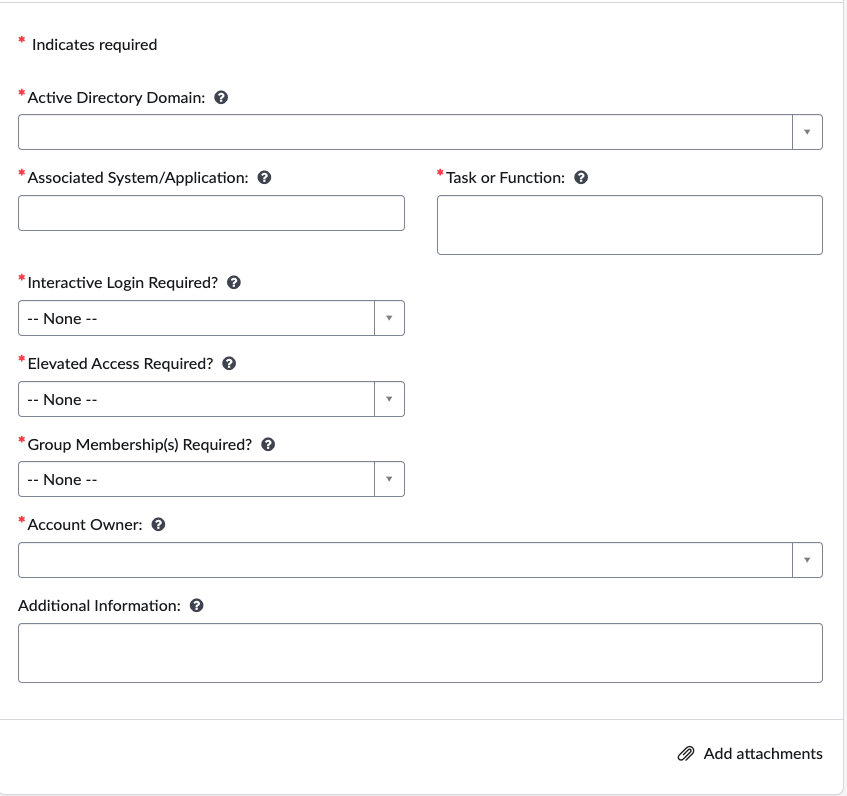 * Indicates required
* Active Directory Domain: ?
* Associated System/Application: ?
* Task or Function: ?
* Interactive Login Required? ?
-- None --
* Elevated Access Required? ?
-- None --
* Group Membership(s) Required? ?
-- None --
* Account Owner: ?
Additional Information: ?
Add attachments